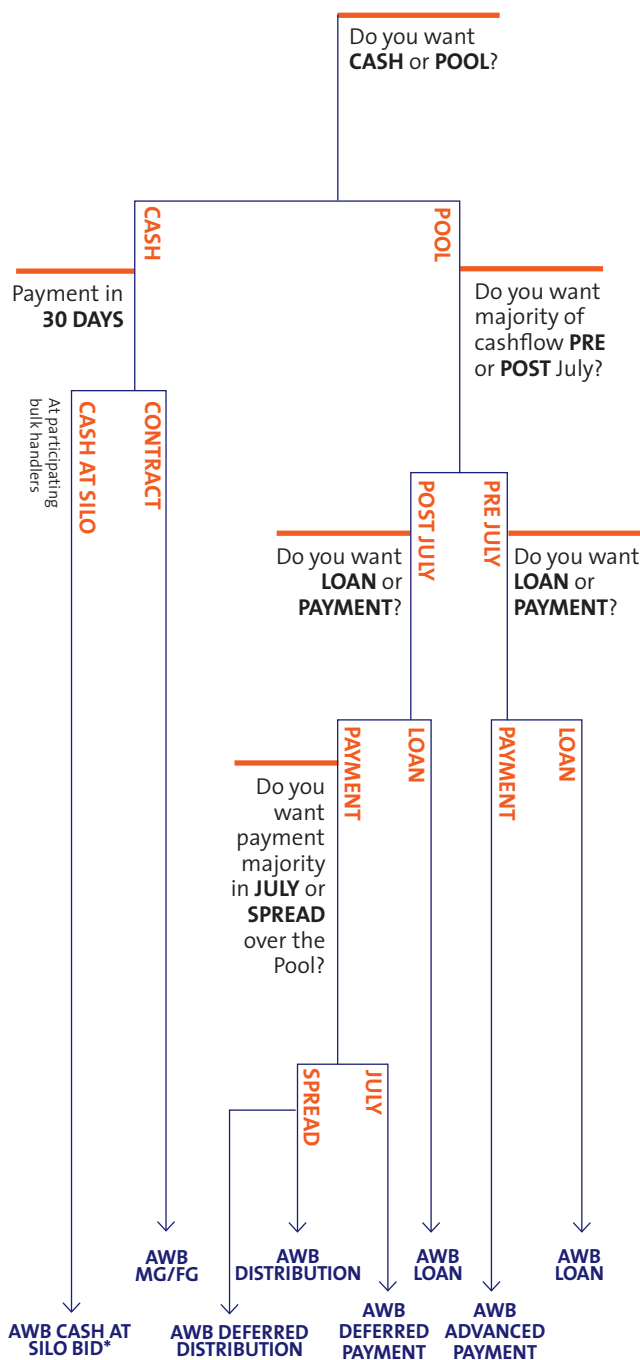 Do you want
CASH or POOL?
CASH
POOL
Payment in
30 DAYS
Do you want
majority of
cashflow PRE
or POST July?
At participating
bulk handlers
CASH AT SILO
CONTRACT
POST JULY
PRE JULY
Do you want
LOAN or
PAYMENT?
Do you want
LOAN or
PAYMENT?
PAYMENT
LOAN
PAYMENT
LOAN
Do you
want
payment
majority
in JULY or
SPREAD
over the
Pool?
SPREAD
JULY
AWB
MG/FG
AWB
DISTRIBUTION
AWB
LOAN
AWB
LOAN
AWB CASH AT
SILO BID*
AWB DEFERRED
DISTRIBUTION
AWB
DEFERRED
PAYMENT
AWB
ADVANCED
PAYMENT